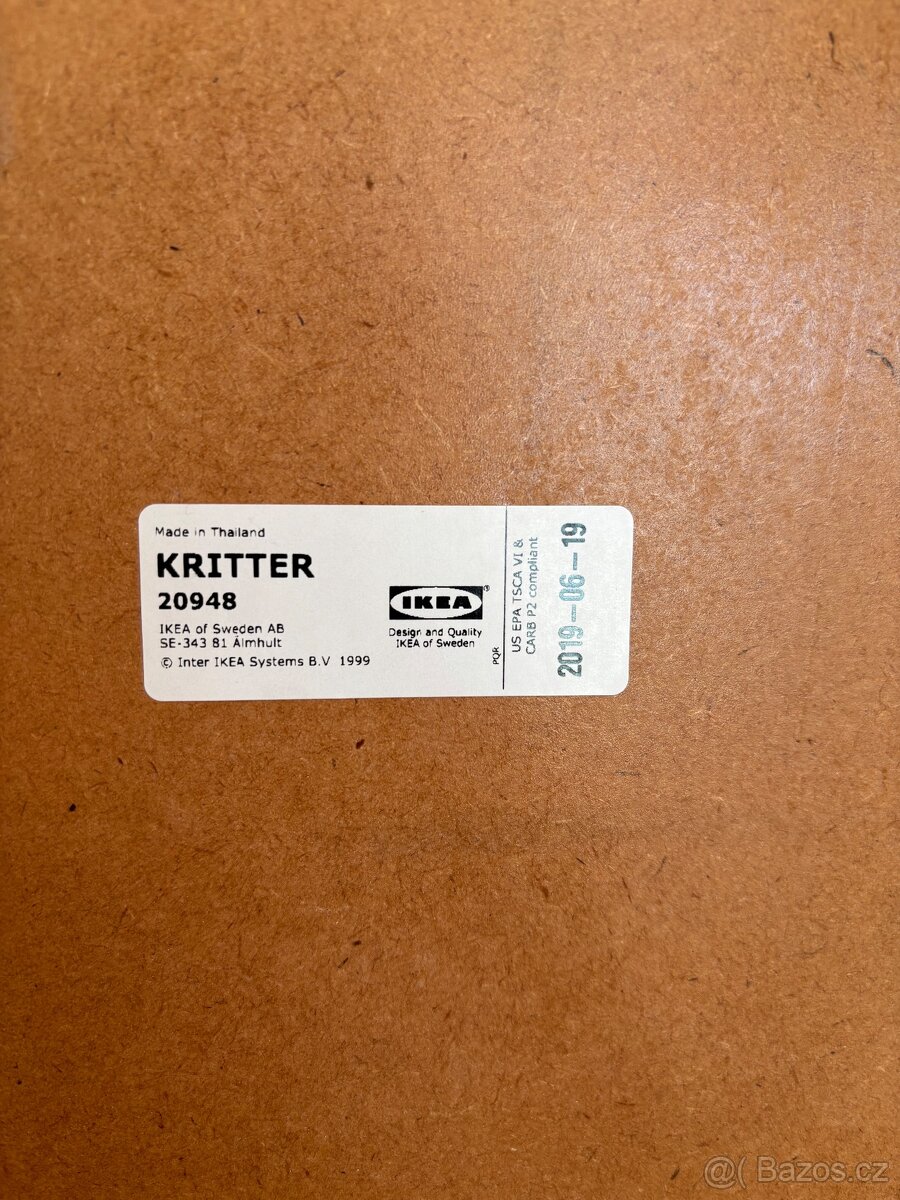 Made in Thailand
KRITTER
20948
IKEA of Sweden AB
SE-343 81 Älmhult
© Inter IKEA Systems B.V 1999
IKEA®
Design and Quality
IKEA of Sweden
PQR
US EPA TSCA VI &
CARB P2 compliant
2019-06-19
@( Bazos.cz